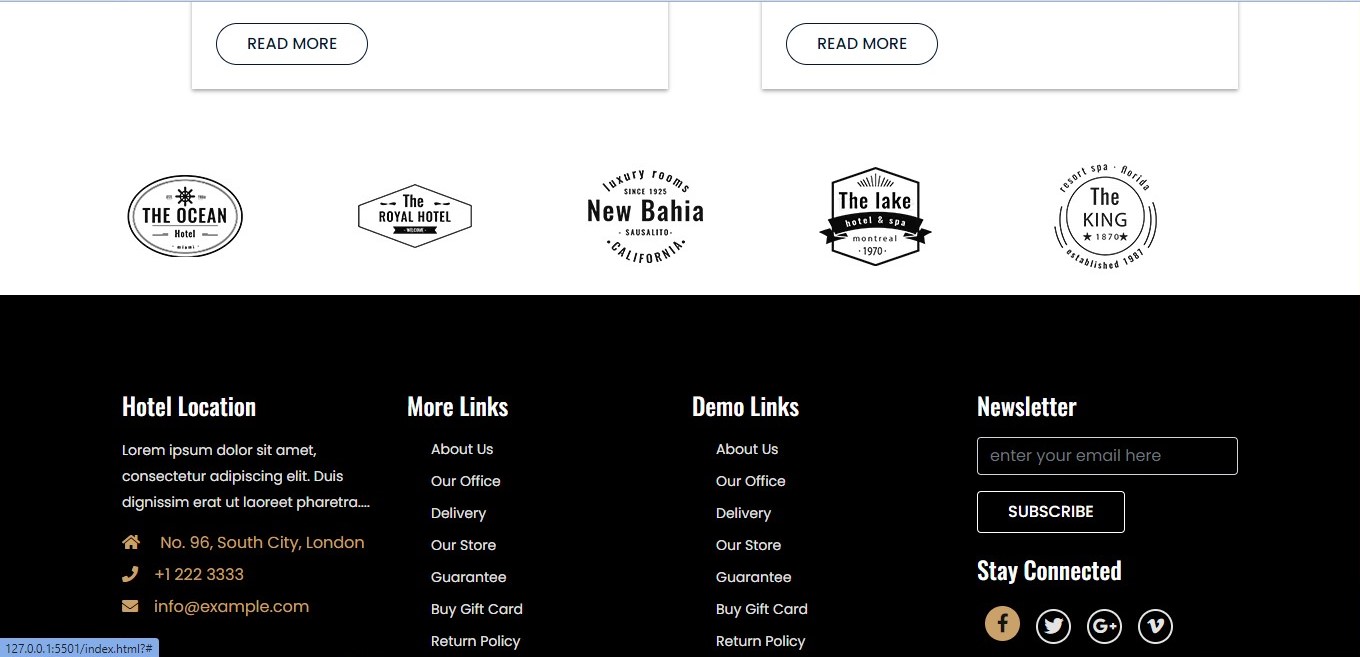 READ MORE
READ MORE
THE OCEAN
Hotel
· miami ·
The
ROYAL HOTEL
· WELCOME ·
luxury rooms
SINCE 1925
New Bahia
· SAUSALITO·
·CALIFORNIA·
The lake
hotel & spa
montreal
·1970·
resort spa · florida
The
KING
★ 1870★
established 1987
Hotel Location
Lorem ipsum dolor sit amet,
consectetur adipiscing elit. Duis
dignissim erat ut laoreet pharetra....
No. 96, South City, London
+1 222 3333
info@example.com
More Links
About Us
Our Office
Delivery
Our Store
Guarantee
Buy Gift Card
Return Policy
Demo Links
About Us
Our Office
Delivery
Our Store
Guarantee
Buy Gift Card
Return Policy
Newsletter
enter your email here
SUBSCRIBE
Stay Connected
f
G+
127.0.0.1:5501/index.html?#